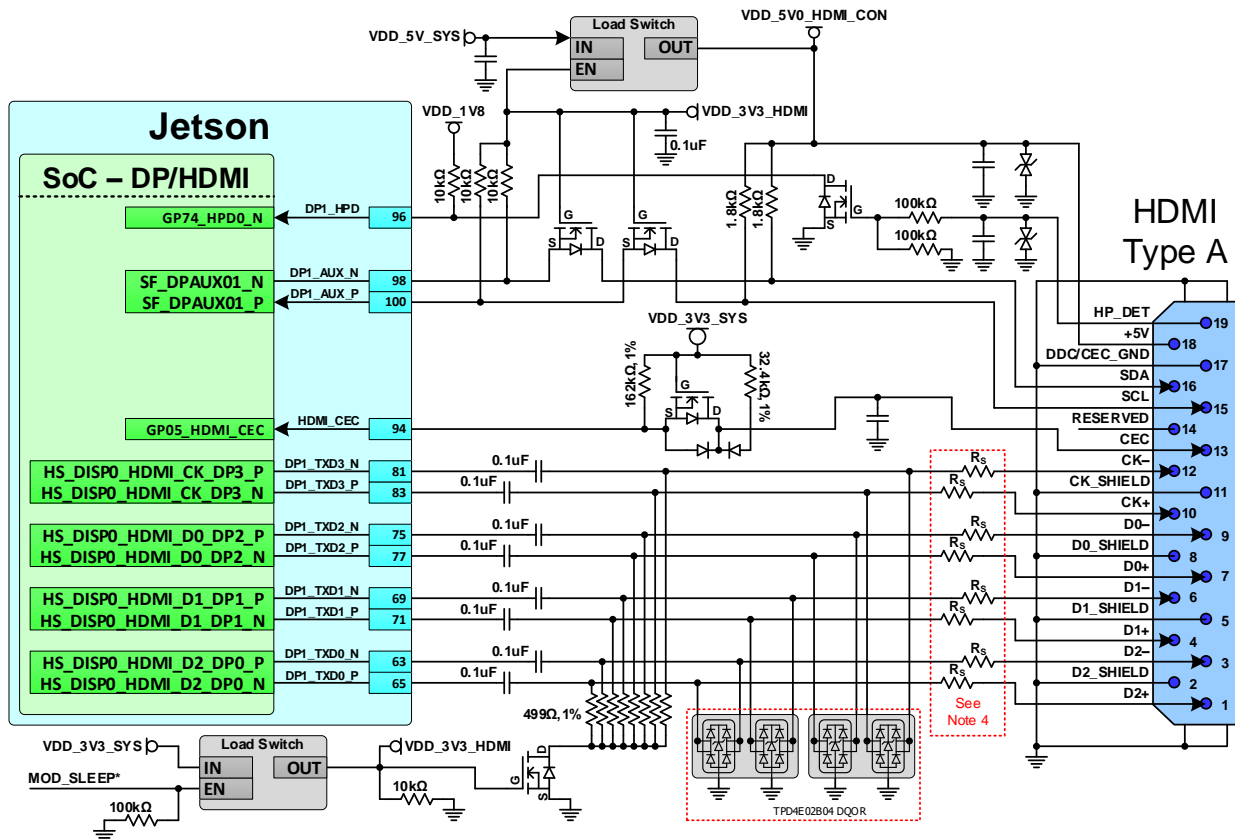 Load Switch
IN
OUT
EN
VDD_5V_SYS
VDD_5V0_HDMI_CON
VDD_1V8
VDD_3V3_HDMI
0.1uF
10kΩ
10kΩ
10kΩ
1.8kΩ
1.8kΩ
G
S
D
G
S
D
D
G
S
100kΩ
100kΩ
Jetson
SoC – DP/HDMI
GP74_HPD0_N
DP1_HPD
96
SF_DPAUX01_N
DP1_AUX_N
98
SF_DPAUX01_P
DP1_AUX_P
100
GP05_HDMI_CEC
HDMI_CEC
94
HS_DISP0_HDMI_CK_DP3_P
DP1_TXD3_N
81
HS_DISP0_HDMI_CK_DP3_N
DP1_TXD3_P
83
HS_DISP0_HDMI_D0_DP2_P
DP1_TXD2_N
75
HS_DISP0_HDMI_D0_DP2_N
DP1_TXD2_P
77
HS_DISP0_HDMI_D1_DP1_P
DP1_TXD1_N
69
HS_DISP0_HDMI_D1_DP1_N
DP1_TXD1_P
71
HS_DISP0_HDMI_D2_DP0_P
DP1_TXD0_N
63
HS_DISP0_HDMI_D2_DP0_N
DP1_TXD0_P
65
VDD_3V3_SYS
162kΩ,1%
32.4kΩ,1%
G
S
D
0.1uF
0.1uF
0.1uF
0.1uF
0.1uF
0.1uF
0.1uF
0.1uF
499Ω,1%
RS
RS
RS
RS
RS
RS
RS
RS
See
Note 4
TPD4E02B04 DQOR
HDMI
Type A
HP_DET
19
+5V
18
DDC/CEC_GND
17
SDA
16
SCL
15
RESERVED
14
CEC
13
CK–
12
CK_SHIELD
11
CK+
10
D0–
9
D0_SHIELD
8
D0+
7
D1–
6
D1_SHIELD
5
D1+
4
D2–
3
D2_SHIELD
2
D2+
1
VDD_3V3_SYS
MOD_SLEEP*
100kΩ
Load Switch
IN
OUT
EN
VDD_3V3_HDMI
10kΩ
D
G
S